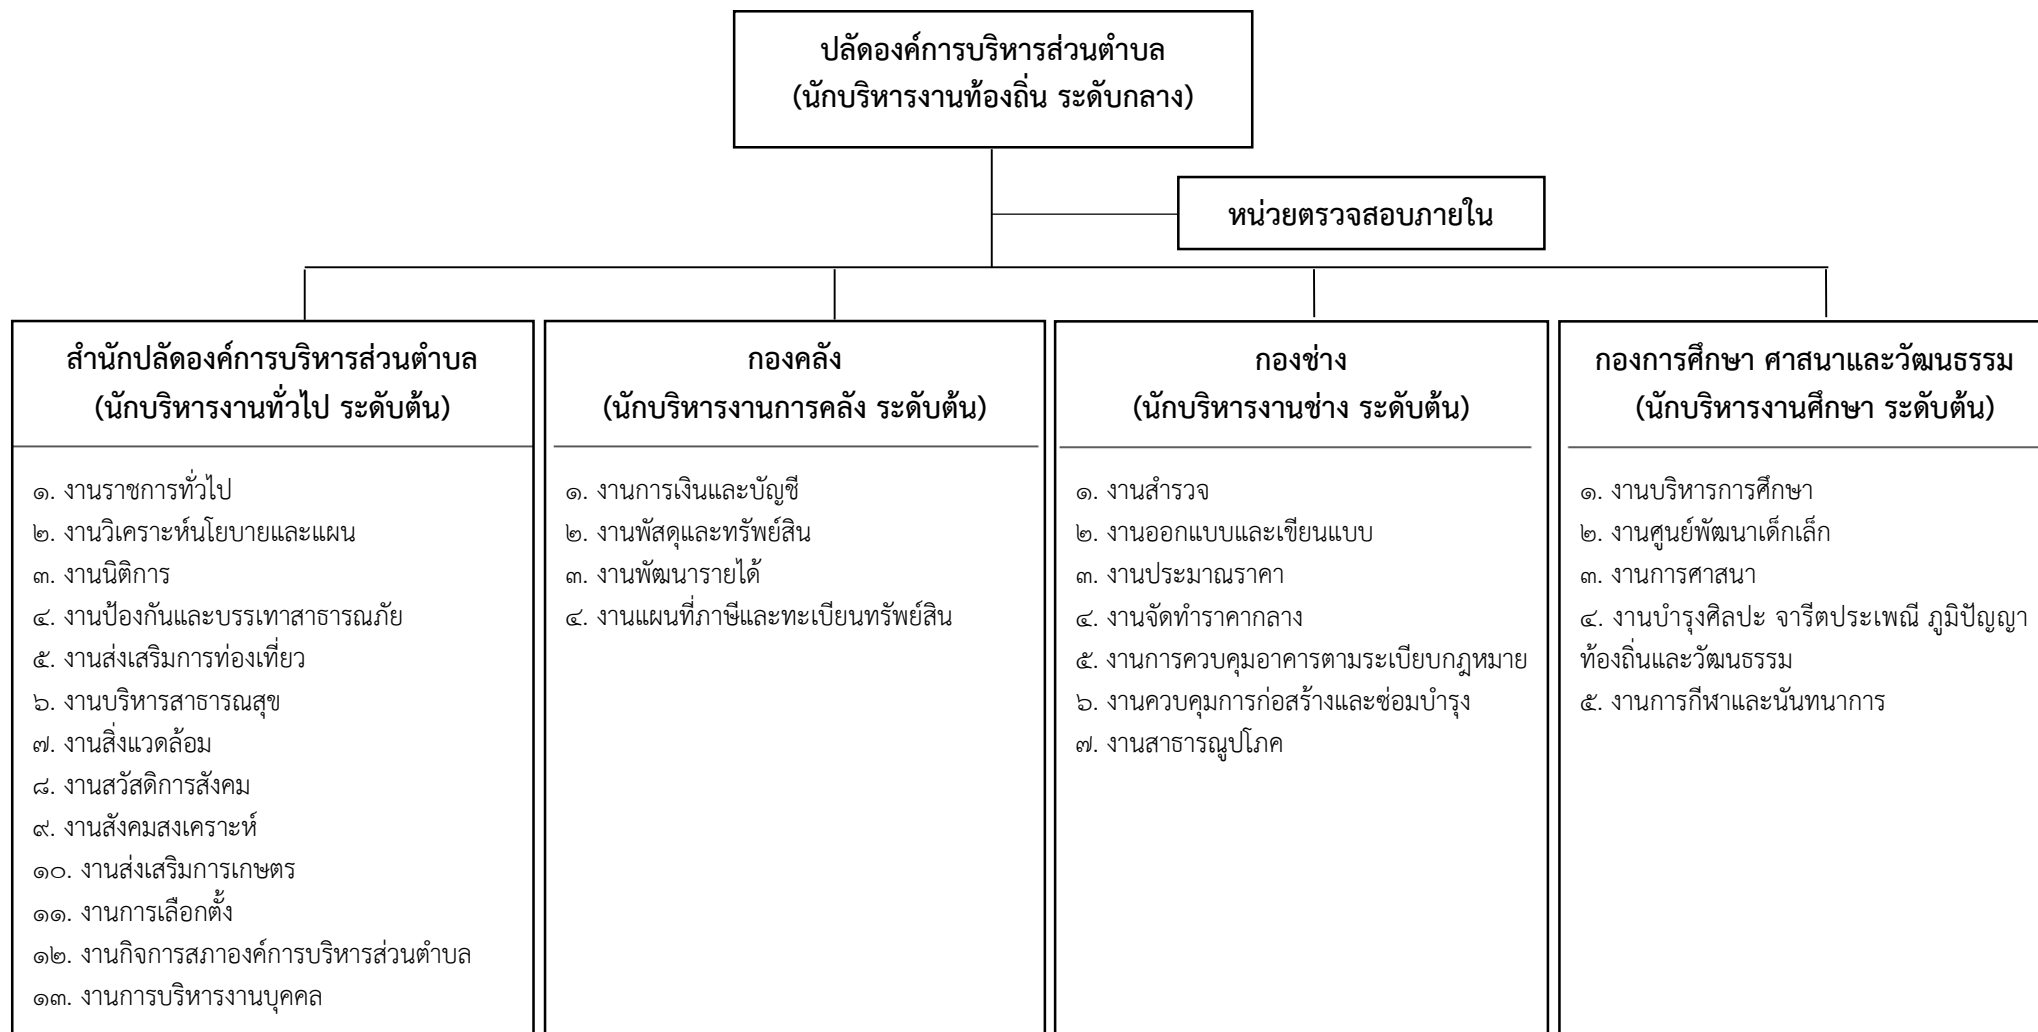 ปลัดองค์การบริหารส่วนตำบล
(นักบริหารงานท้องถิ่น ระดับกลาง)
หน่วยตรวจสอบภายใน
สำนักปลัดองค์การบริหารส่วนตำบล
(นักบริหารงานทั่วไป ระดับต้น)
๑. งานราชการทั่วไป
๒. งานวิเคราะห์นโยบายและแผน
๓. งานนิติการ
๔. งานป้องกันและบรรเทาสาธารณภัย
๕. งานส่งเสริมการท่องเที่ยว
๖. งานบริหารสาธารณสุข
๗. งานสิ่งแวดล้อม
๘. งานสวัสดิการสังคม
๙. งานสังคมสงเคราะห์
๑๐. งานส่งเสริมการเกษตร
๑๑. งานการเลือกตั้ง
๑๒. งานกิจการสภาองค์การบริหารส่วนตำบล
๑๓. งานการบริหารงานบุคคล
กองคลัง
(นักบริหารงานการคลัง ระดับต้น)
๑. งานการเงินและบัญชี
๒. งานพัสดุและทรัพย์สิน
๓. งานพัฒนารายได้
๔. งานแผนที่ภาษีและทะเบียนทรัพย์สิน
กองช่าง
(นักบริหารงานช่าง ระดับต้น)
๑. งานสำรวจ
๒. งานออกแบบและเขียนแบบ
๓. งานประมาณราคา
๔. งานจัดทำราคากลาง
๕. งานการควบคุมอาคารตามระเบียบกฎหมาย
๖. งานควบคุมการก่อสร้างและซ่อมบำรุง
๗. งานสาธารณูปโภค
กองการศึกษา ศาสนาและวัฒนธรรม
(นักบริหารงานศึกษา ระดับต้น)
๑. งานบริหารการศึกษา
๒. งานศูนย์พัฒนาเด็กเล็ก
๓. งานการศาสนา
๔. งานบำรุงศิลปะ จารีตประเพณี ภูมิปัญญา
ท้องถิ่นและวัฒนธรรม
๕. งานการกีฬาและนันทนาการ